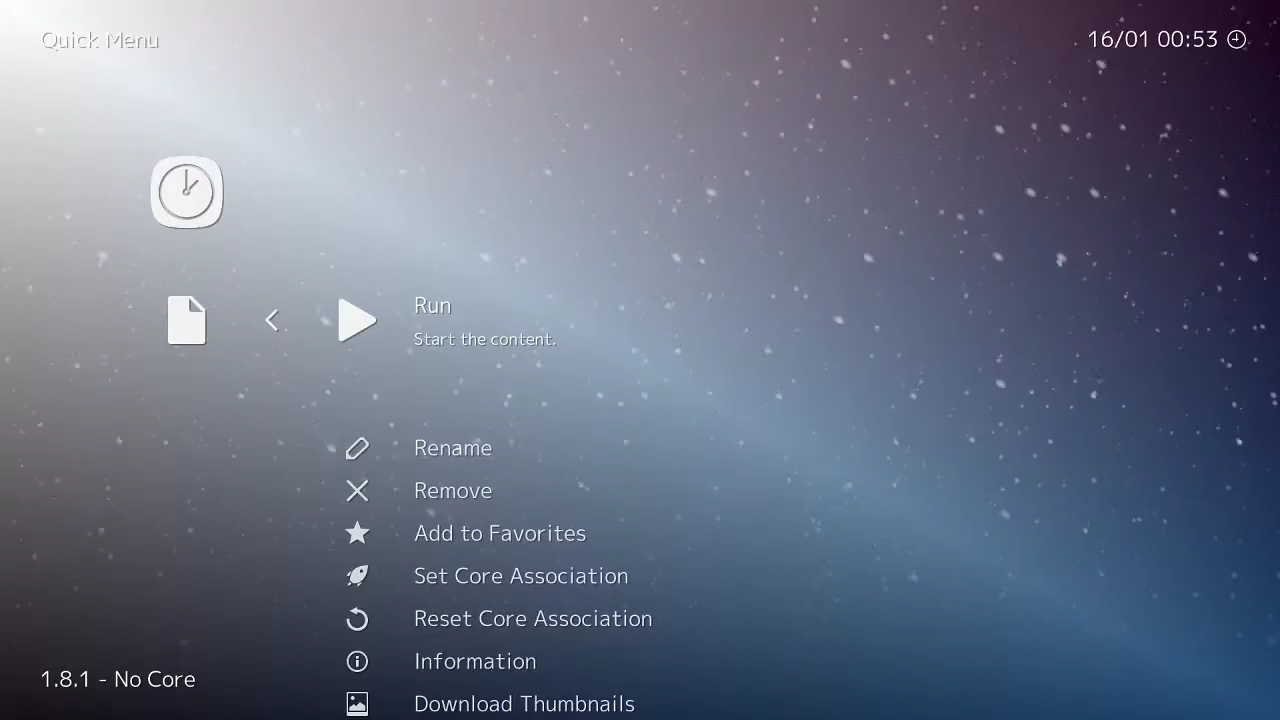 Quick Menu
16/01 00:53
Run
Start the content.
Rename
Remove
Add to Favorites
Set Core Association
Reset Core Association
Information
Download Thumbnails
1.8.1 - No Core